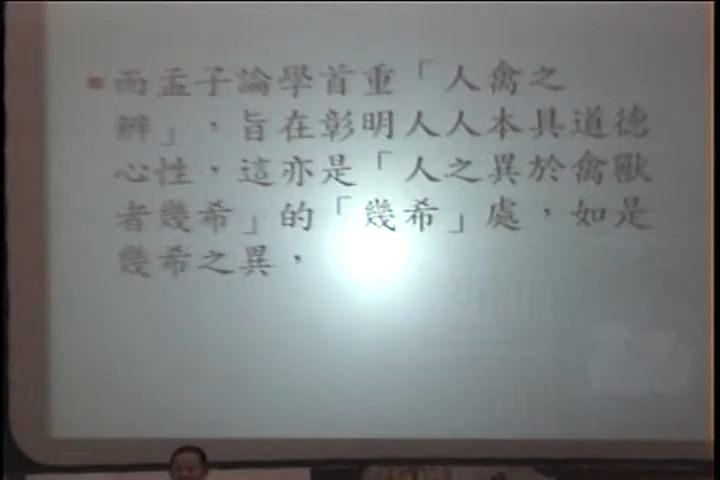 而孟子論學首重「人禽之
辨」，旨在彰明人人本具道德
心性，這亦是「人之異於禽獸
者幾希」的「幾希」處，如是
幾希之異，